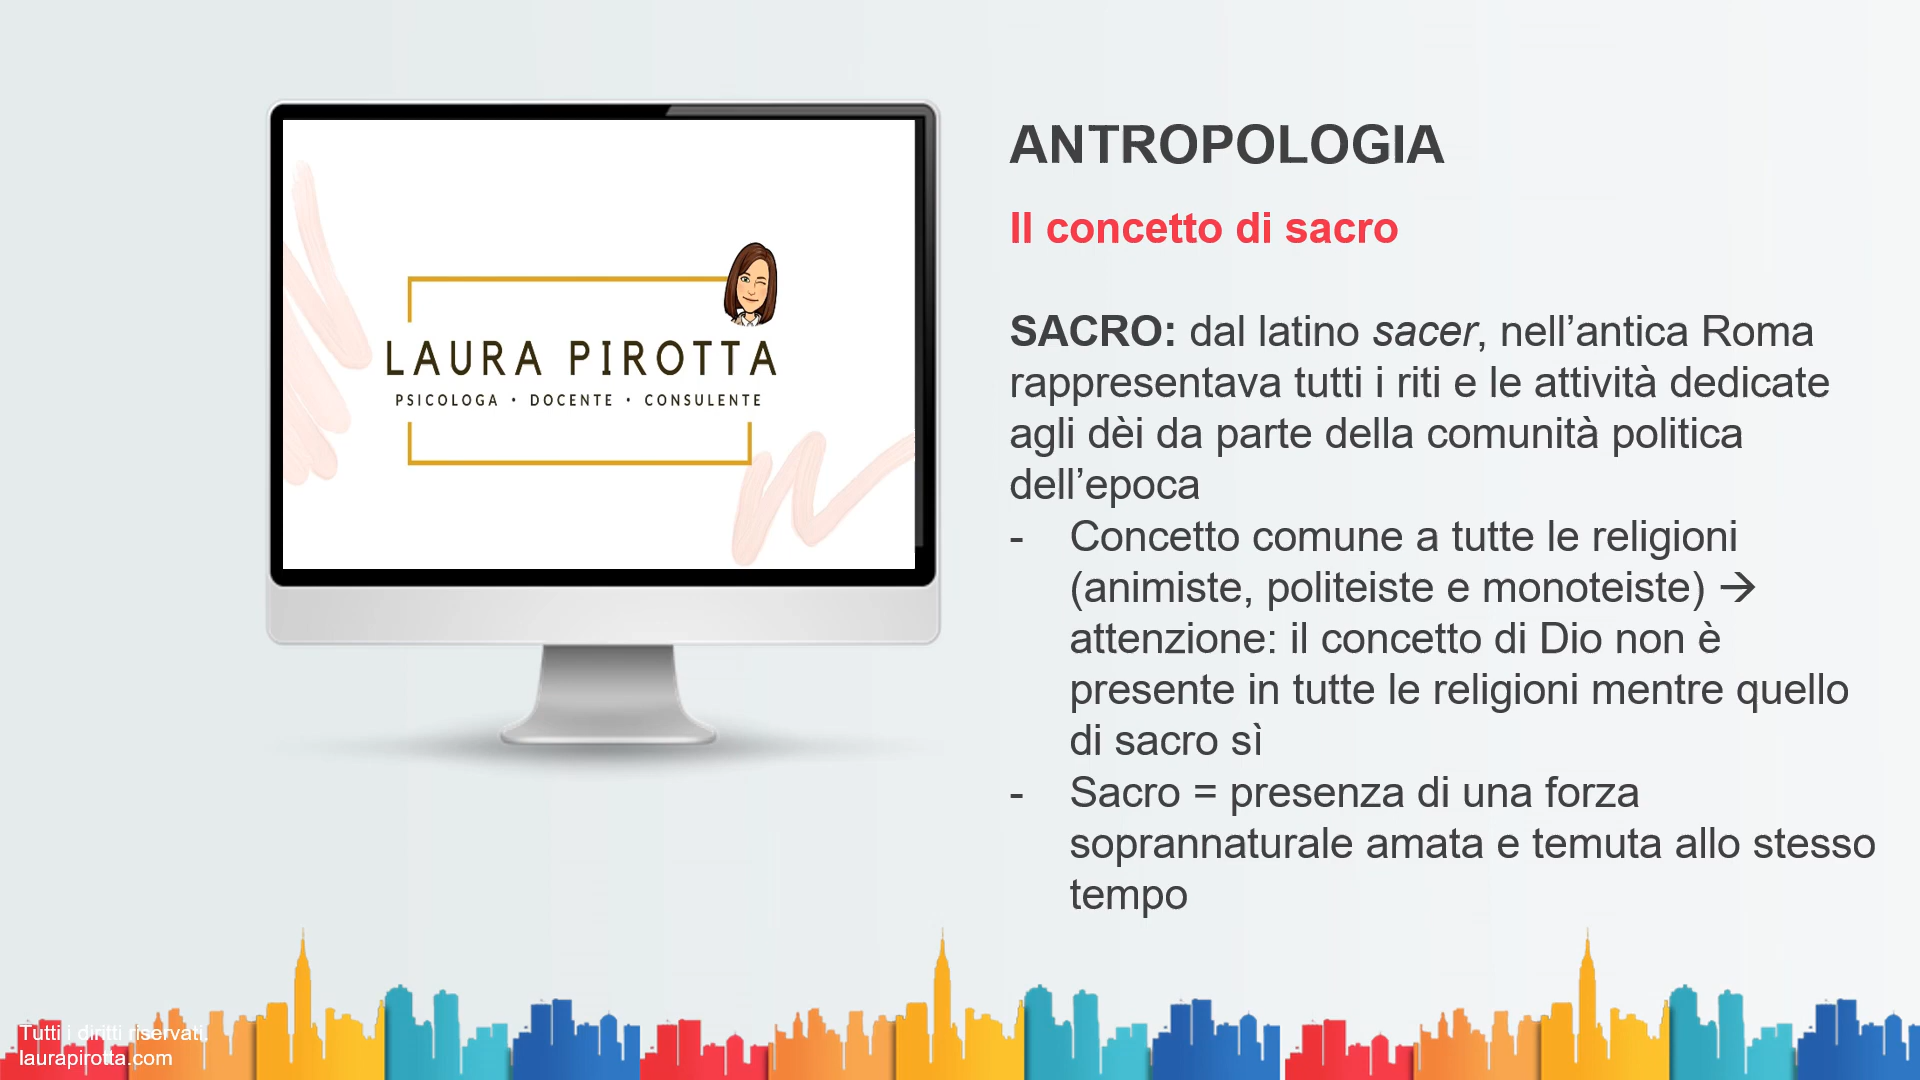 LAURA PIROTTA
PSICOLOGA • DOCENTE • CONSULENTE
ANTROPOLOGIA
Il concetto di sacro
SACRO: dal latino sacer, nell’antica Roma
rappresentava tutti i riti e le attività dedicate
agli dèi da parte della comunità politica
dell’epoca
- Concetto comune a tutte le religioni
(animiste, politeiste e monoteiste) →
attenzione: il concetto di Dio non è
presente in tutte le religioni mentre quello
di sacro sì
- Sacro = presenza di una forza
soprannaturale amata e temuta allo stesso
tempo
Tutti i diritti riservati.
laurapirotta.com